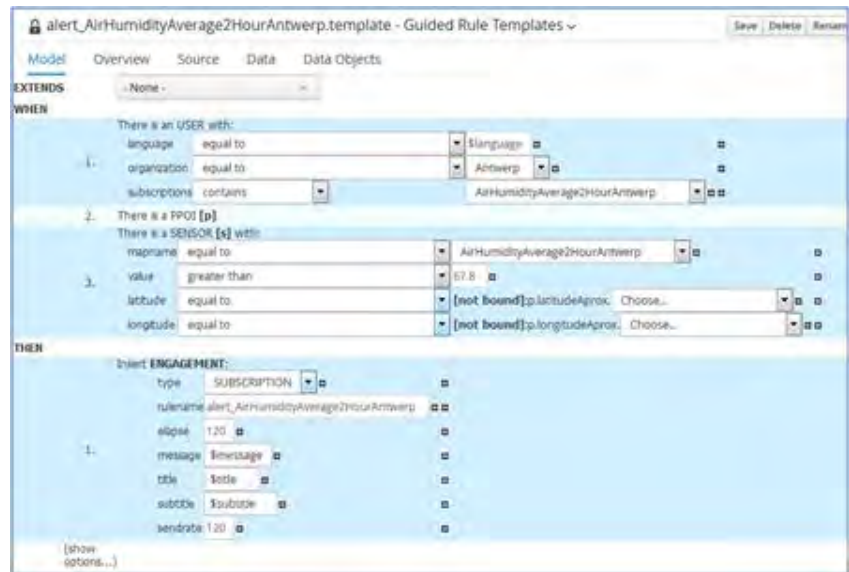 alert_AirHumidityAverage2HourAntwerp.template - Guided Rule Templates
Save Delete Renam
Model Overview Source Data Data Objects
EXTENDS - None -
WHEN
There is an USER with:
language equal to $language
1. organization equal to Antwerp
subscriptions contains AirHumidityAverage2HourAntwerp
2. There is a PPOI [p]
There is a SENSOR [s] with:
mapname equal to AirHumidityAverage2HourAntwerp
3. value greater than 67.8
latitude equal to [not bound]:p.latitudeAprox. Choose...
longitude equal to [not bound]:p.longitudeAprox. Choose...
THEN
Insert ENGAGEMENT:
type SUBSCRIPTION
rulename alert_AirHumidityAverage2HourAntwerp
elapse 120
1. message $message
title $title
subtitle $subtitle
sendrate 120
(show
options...)